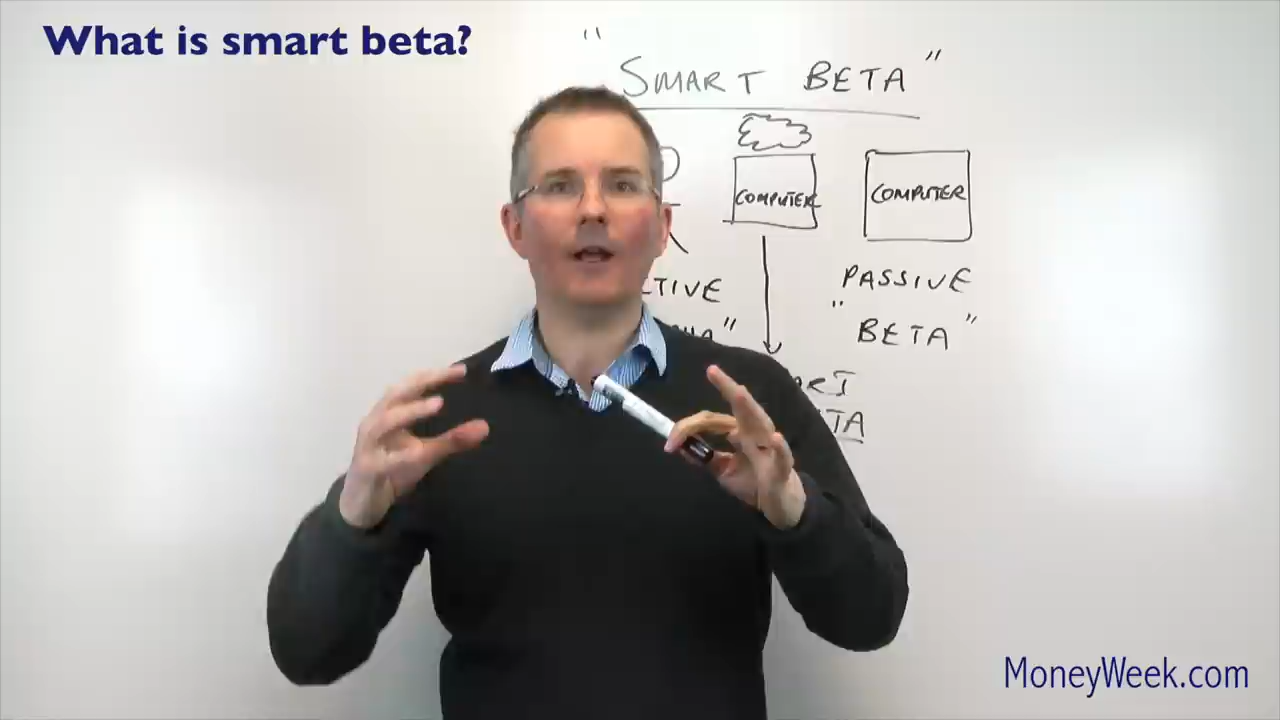 What is smart beta?
"SMART BETA"
COMPUTER
COMPUTER
PASSIVE
"BETA"
MoneyWeek.com